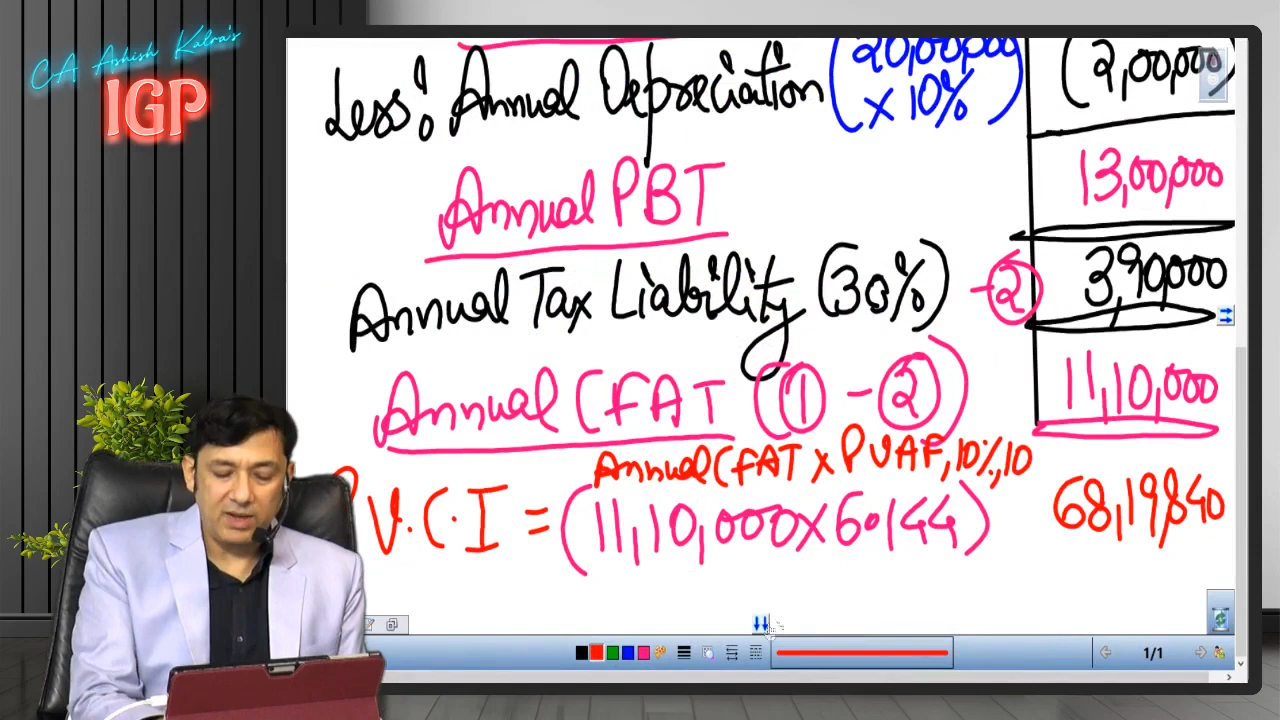 CA Ashish Kalra's
IGP
Less: Annual Depreciation (20,00,000 x 10%) (2,00,000)
Annual PBT 13,00,000
Annual Tax Liability (30%) - 2 3,90,000
Annual CFAT (1 - 2) 11,10,000
Annual CFAT x PVAF, 10%, 10
P.V.C.I = (11,10,000 x 6.144) 68,19,840
1/1